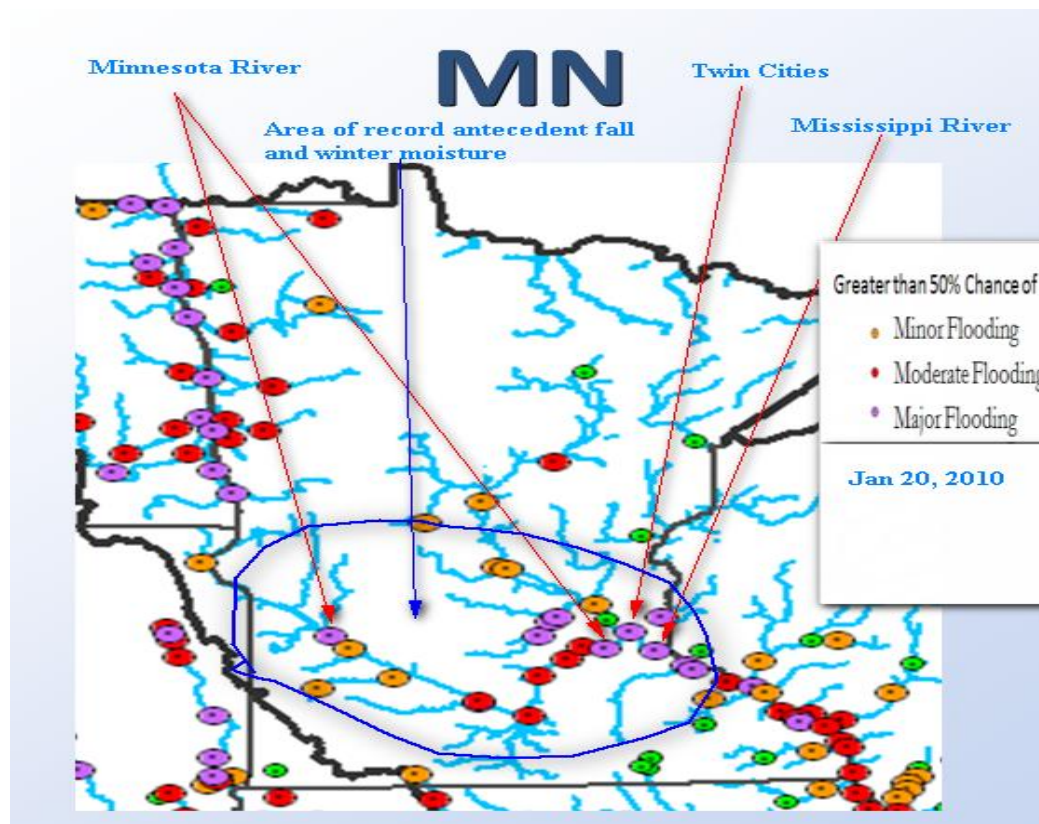 MN
Minnesota River
Twin Cities
Area of record antecedent fall
and winter moisture
Mississippi River
Greater than 50% Chance of
Minor Flooding
Moderate Flooding
Major Flooding
Jan 20, 2010